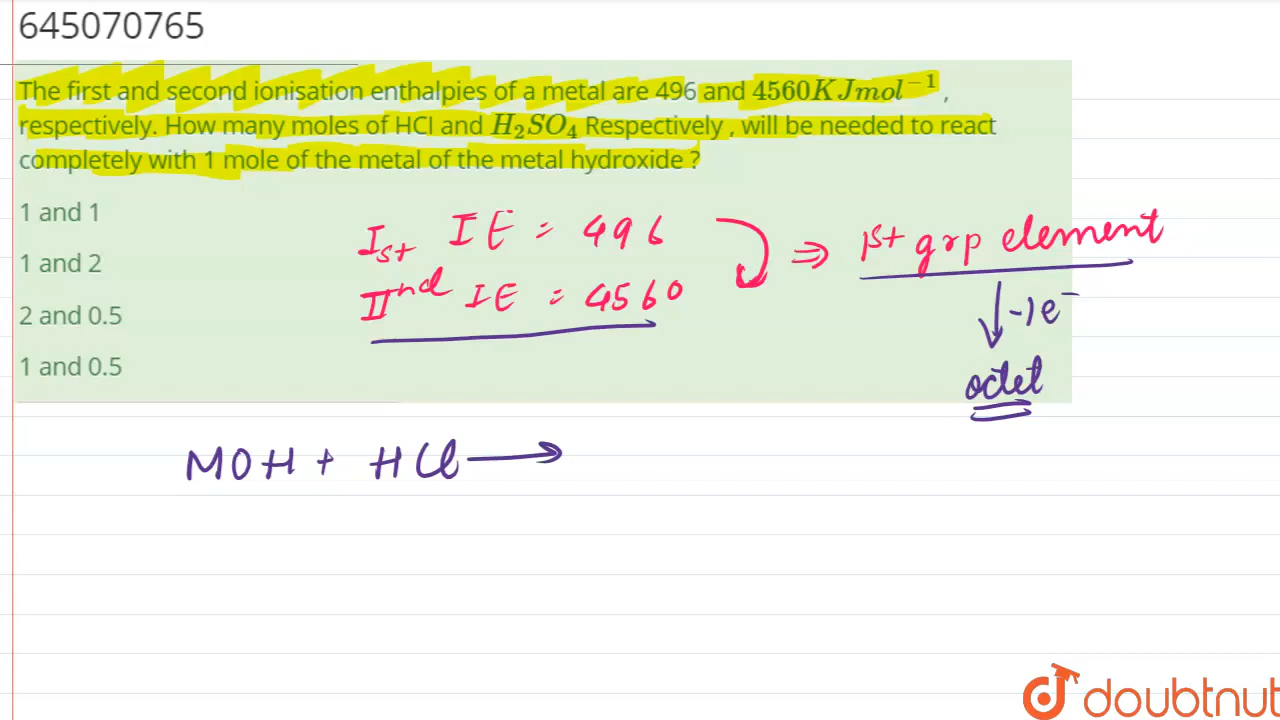 645070765
The first and second ionisation enthalpies of a metal are 496 and 4560KJmol⁻¹ ,
respectively. How many moles of HCl and H₂SO₄ Respectively , will be needed to react
completely with 1 mole of the metal of the metal hydroxide ?
1 and 1
1 and 2
2 and 0.5
1 and 0.5
Ist IE = 496
IInd IE = 4560
⇒ 1st grp element
-1e⁻
octet
MOH + HCl →
doubtnut